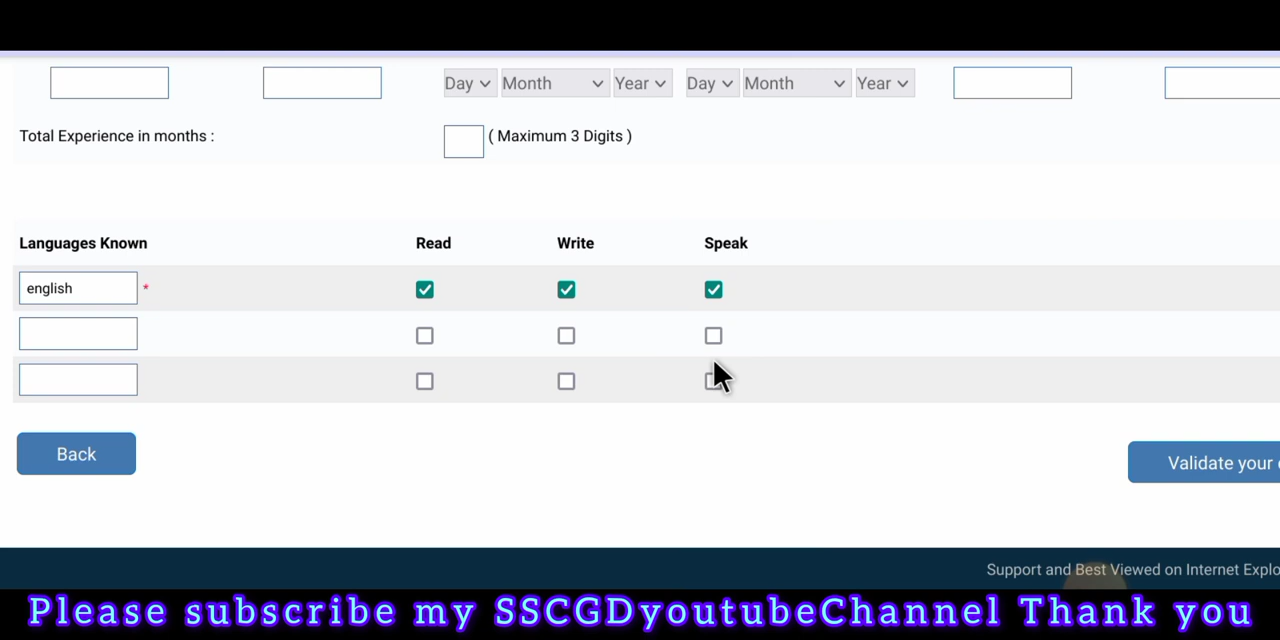 Day Month Year Day Month Year
Total Experience in months : ( Maximum 3 Digits )
Languages Known Read Write Speak
english *
Back
Validate your
Support and Best Viewed on Internet Explo
Please subscribe my SSCGDyoutubeChannel Thank you